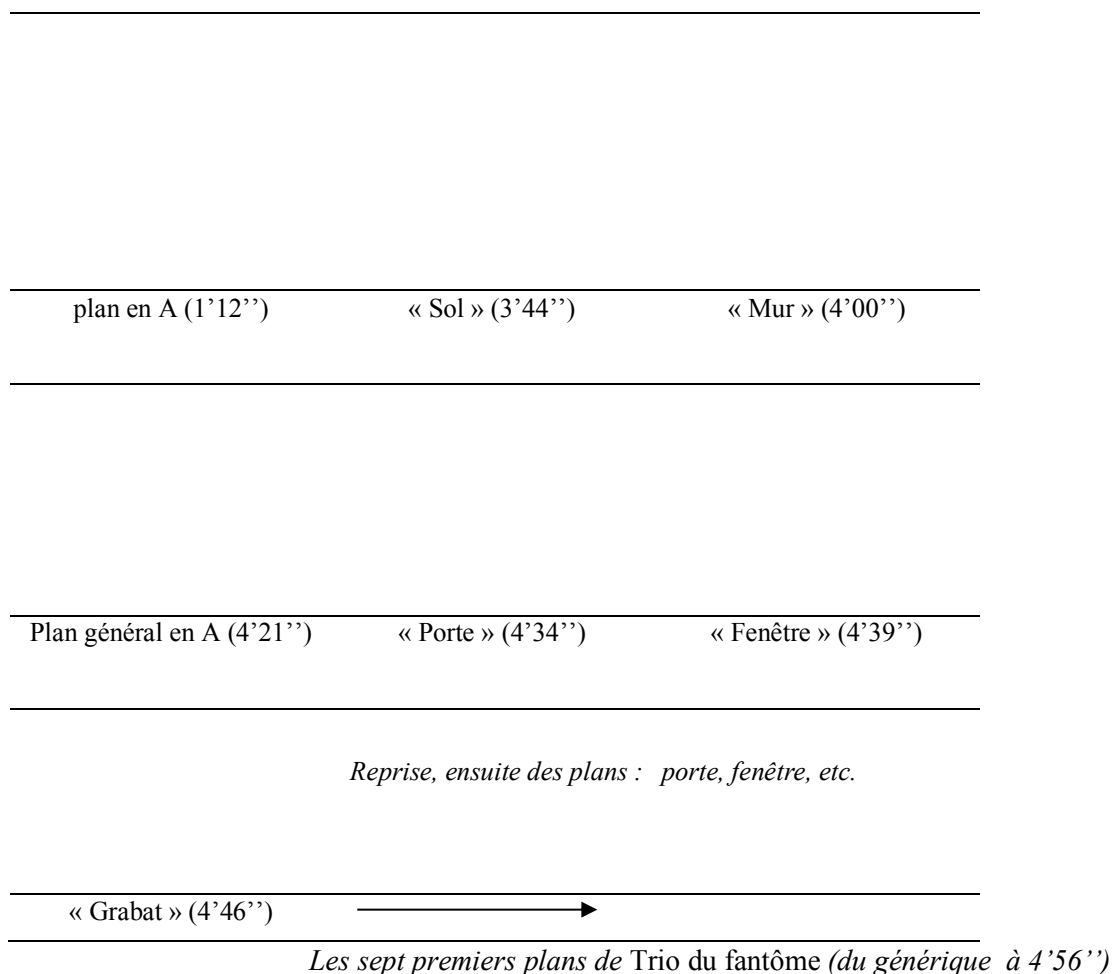 plan en A (1’12’’) « Sol » (3’44’’) « Mur » (4’00’’)
Plan général en A (4’21’’) « Porte » (4’34’’) « Fenêtre » (4’39’’)
Reprise, ensuite des plans : porte, fenêtre, etc.
« Grabat » (4’46’’)
Les sept premiers plans de Trio du fantôme (du générique à 4’56’’)